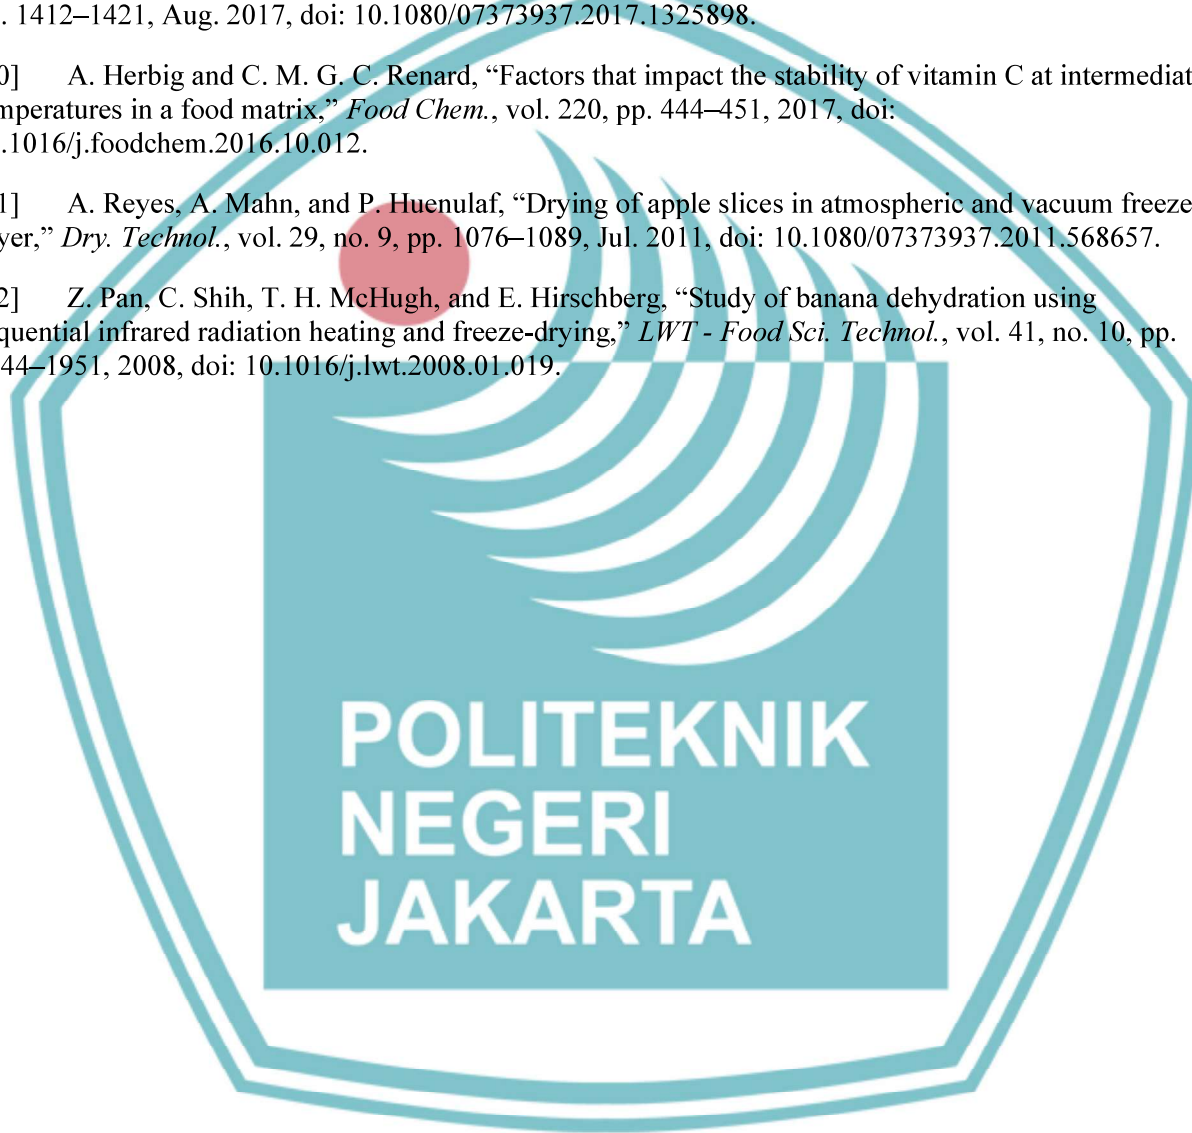 . 1412–1421, Aug. 2017, doi: 10.1080/07373937.2017.1325898.
0] A. Herbig and C. M. G. C. Renard, “Factors that impact the stability of vitamin C at intermediat
mperatures in a food matrix,” Food Chem., vol. 220, pp. 444–451, 2017, doi:
.1016/j.foodchem.2016.10.012.
1] A. Reyes, A. Mahn, and P. Huenulaf, “Drying of apple slices in atmospheric and vacuum freeze
yer,” Dry. Technol., vol. 29, no. 9, pp. 1076–1089, Jul. 2011, doi: 10.1080/07373937.2011.568657.
2] Z. Pan, C. Shih, T. H. McHugh, and E. Hirschberg, “Study of banana dehydration using
quential infrared radiation heating and freeze-drying,” LWT - Food Sci. Technol., vol. 41, no. 10, pp.
44–1951, 2008, doi: 10.1016/j.lwt.2008.01.019.
POLITEKNIK
NEGERI
JAKARTA